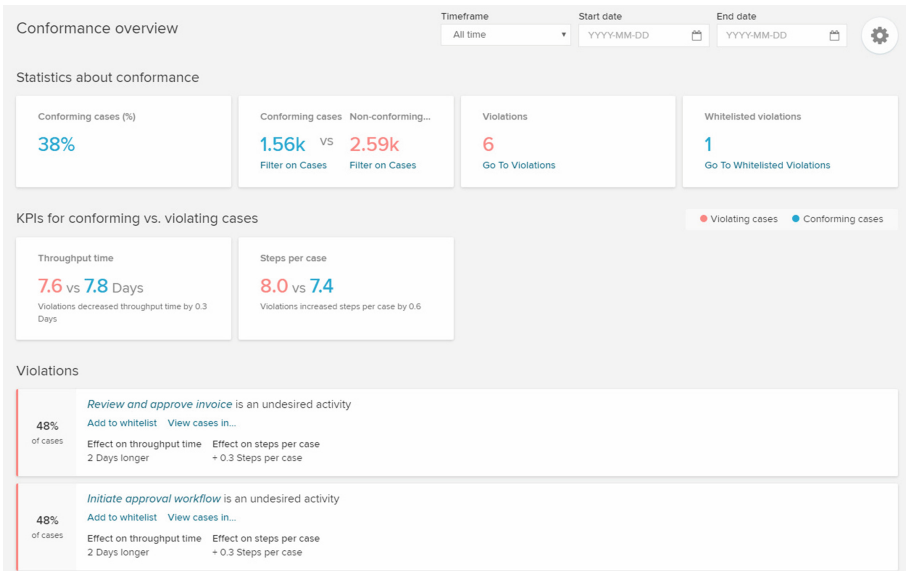 Conformance overview
Timeframe
All time
Start date
YYYY-MM-DD
End date
YYYY-MM-DD
Statistics about conformance
Conforming cases (%)
38%
Conforming cases Non-conforming...
1.56k vs 2.59k
Filter on Cases Filter on Cases
Violations
6
Go To Violations
Whitelisted violations
1
Go To Whitelisted Violations
KPIs for conforming vs. violating cases
Violating cases Conforming cases
Throughput time
7.6 vs 7.8 Days
Violations decreased throughput time by 0.3
Days
Steps per case
8.0 vs 7.4
Violations increased steps per case by 0.6
Violations
48%
of cases
Review and approve invoice is an undesired activity
Add to whitelist View cases in...
Effect on throughput time Effect on steps per case
2 Days longer + 0.3 Steps per case
48%
of cases
Initiate approval workflow is an undesired activity
Add to whitelist View cases in...
Effect on throughput time Effect on steps per case
2 Days longer + 0.3 Steps per case